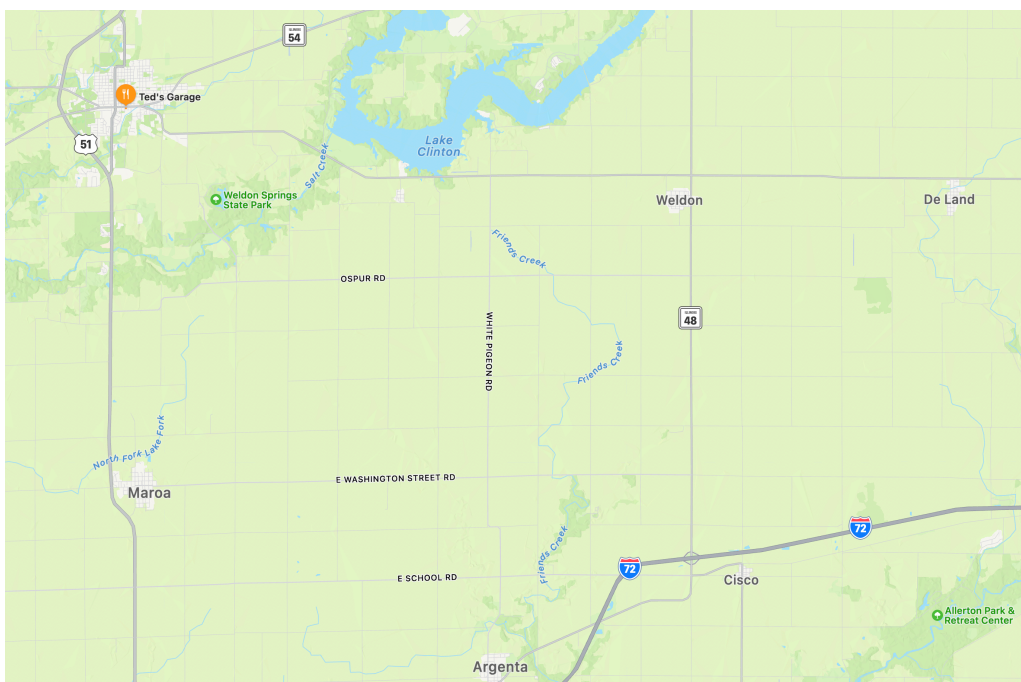 ILLINOIS
54
Ted's Garage
51
Lake
Clinton
Salt Creek
Weldon Springs
State Park
Weldon
De Land
Friends Creek
OSPUR RD
WHITE PIGEON RD
ILLINOIS
48
Friends Creek
North Fork Lake Fork
Maroa
E WASHINGTON STREET RD
72
Friends Creek
72
E SCHOOL RD
Cisco
Allerton Park &
Retreat Center
Argenta